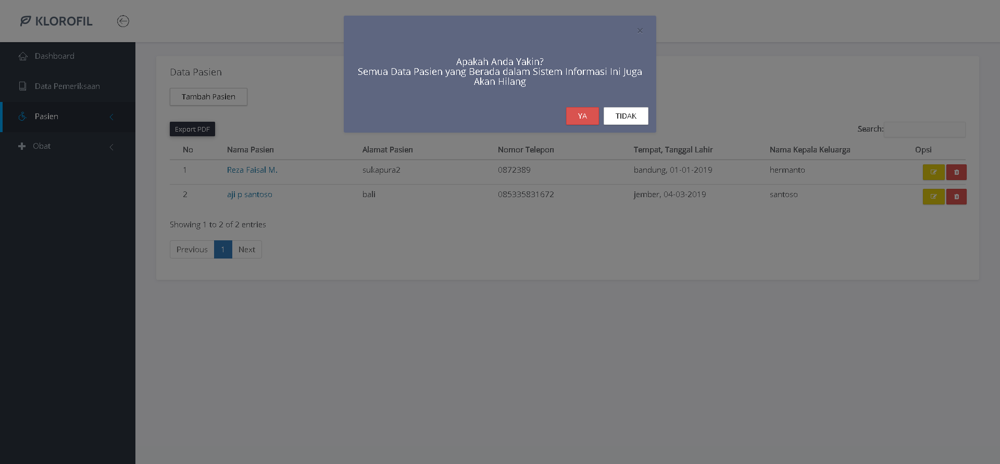 KLOROFIL
Dashboard
Data Pemeriksaan
Pasien
Obat
×
Apakah Anda Yakin?
Semua Data Pasien yang Berada dalam Sistem Informasi Ini Juga
Akan Hilang
YA TIDAK
Data Pasien
Tambah Pasien
Export PDF
Search:
No Nama Pasien Alamat Pasien Nomor Telepon Tempat, Tanggal Lahir Nama Kepala Keluarga Opsi
1 Reza Faisal M. sukapura2 0872389 bandung, 01-01-2019 hermanto
2 aji p santoso bali 085335831672 jember, 04-03-2019 santoso
Showing 1 to 2 of 2 entries
Previous 1 Next